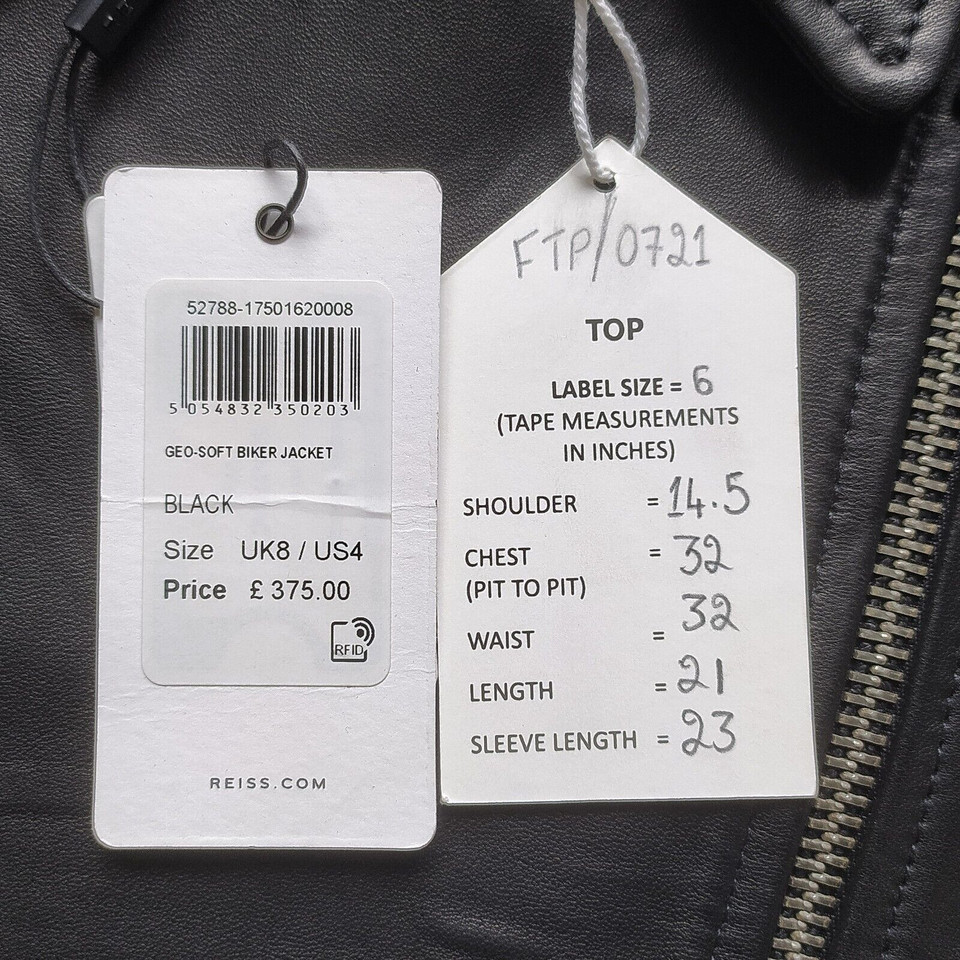 52788-17501620008
5 054832 350203
GEO-SOFT BIKER JACKET
BLACK
Size UK8 / US4
Price £ 375.00
RFID
REISS.COM
FTP/0721
TOP
LABEL SIZE = 6
(TAPE MEASUREMENTS
IN INCHES)
SHOULDER = 14.5
CHEST = 32
(PIT TO PIT)
WAIST = 32
LENGTH = 21
SLEEVE LENGTH = 23